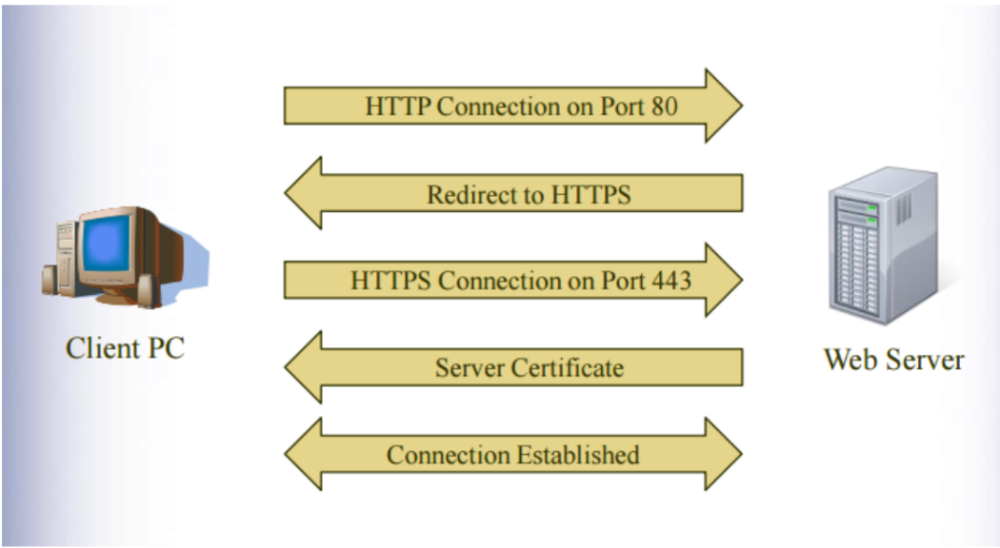 HTTP Connection on Port 80
Redirect to HTTPS
HTTPS Connection on Port 443
Client PC
Web Server
Server Certificate
Connection Established